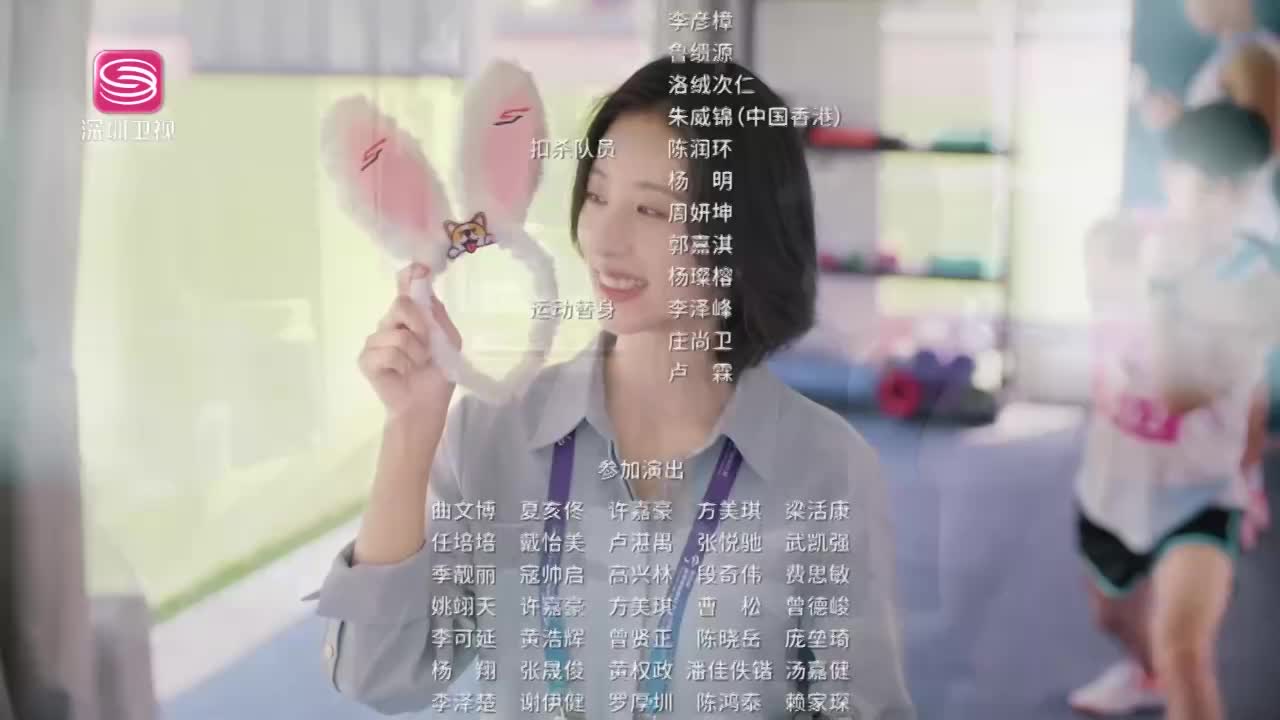 李彦樟
鲁缋源
洛绒次仁
深圳卫视
朱威锦(中国香港)
扣杀队员 陈润环
杨 明
周妍坤
郭嘉淇
杨璨榕
运动替身 李泽峰
庄尚卫
卢 霖
参加演出
曲文博 夏亥佟 许嘉豪 方美琪 梁活康
任培培 戴怡美 卢湛禺 张悦驰 武凯强
季靓丽 寇帅启 高兴林 段奇伟 费思敏
姚翊天 许嘉豪 方美琪 曹 松 曾德峻
李可延 黄浩辉 曾贤正 陈晓岳 庞垒琦
杨 翔 张晟俊 黄权政 潘佳佚锴 汤嘉健
李泽楚 谢伊健 罗厚圳 陈鸿泰 赖家琛